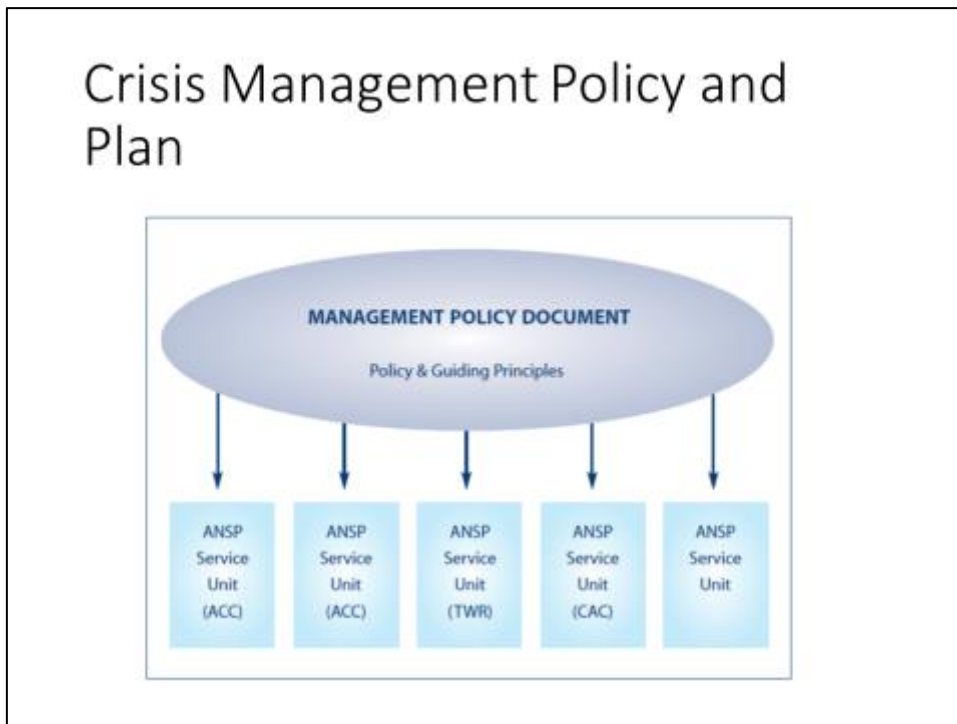 Crisis Management Policy and
Plan
MANAGEMENT POLICY DOCUMENT
Policy & Guiding Principles
ANSP
Service
Unit
(ACC)
ANSP
Service
Unit
(ACC)
ANSP
Service
Unit
(TWR)
ANSP
Service
Unit
(CAC)
ANSP
Service
Unit